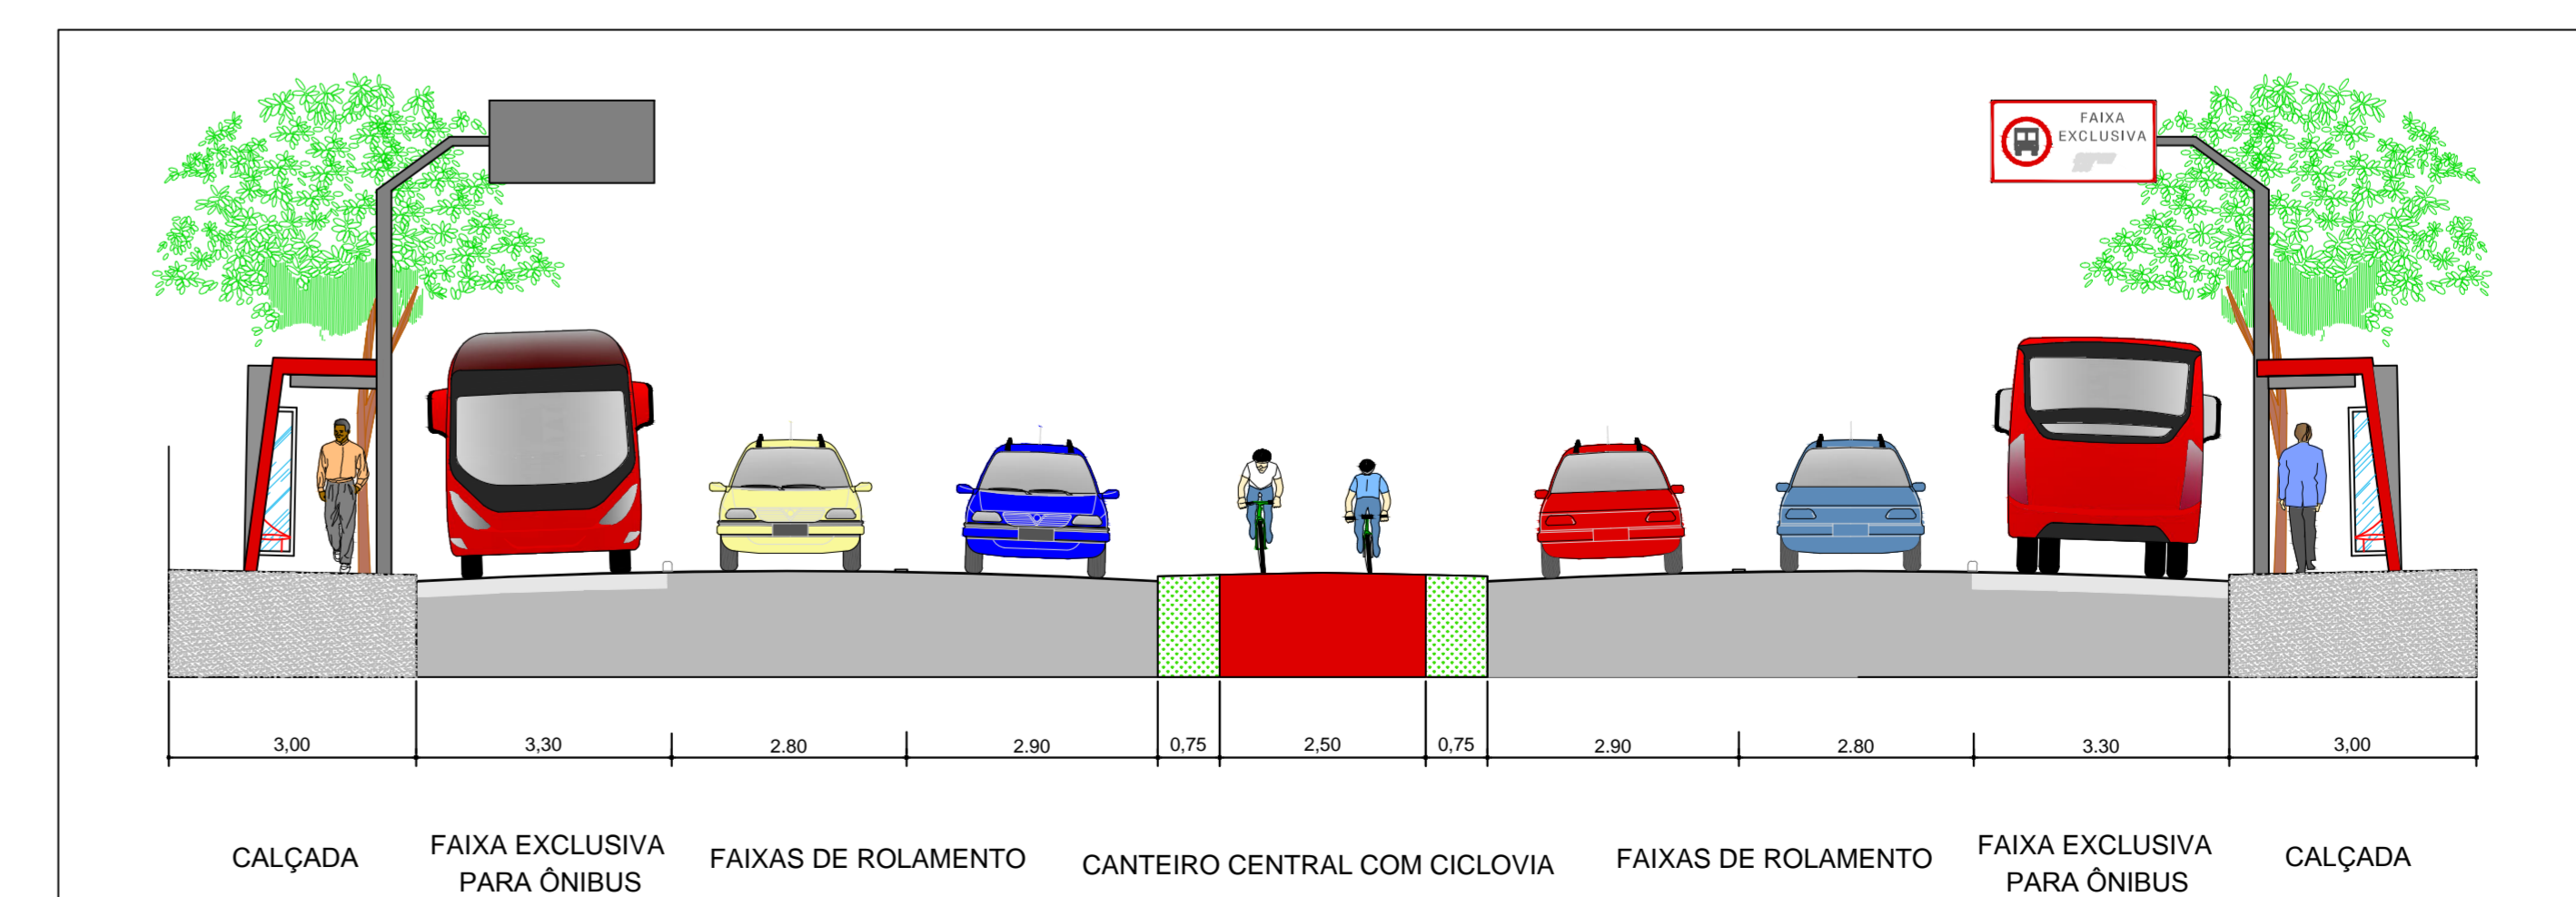 FAIXA
EXCLUSIVA
3,00
3,30
2.80
2.90
0,75
2,50
0,75
2.90
2.80
3.30
3,00
CALÇADA
FAIXA EXCLUSIVA
PARA ÔNIBUS
FAIXAS DE ROLAMENTO
CANTEIRO CENTRAL COM CICLOVIA
FAIXAS DE ROLAMENTO
FAIXA EXCLUSIVA
PARA ÔNIBUS
CALÇADA